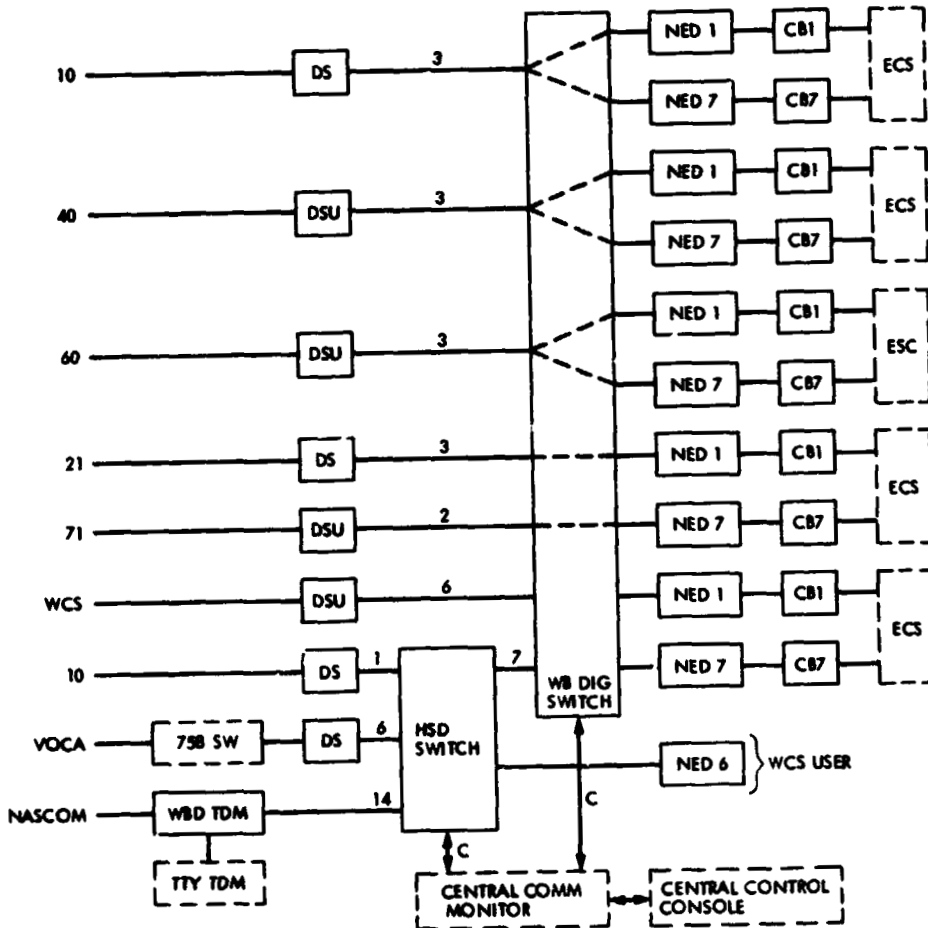 NED 1 CB1
10 DS 3 ECS
NED 7 CB7
NED 1 CB1
40 DSU 3 ECS
NED 7 CB7
NED 1 CB1
60 DSU 3 ESC
NED 7 CB7
21 DS 3 NED 1 CB1
ECS
71 DSU 2 NED 7 CB7
WCS DSU 6 NED 1 CB1
ECS
10 DS 1 7 NED 7 CB7
WB DIG
SWITCH
HSD
SWITCH
VOCA 758 SW DS 6
NED 6 WCS USER
NASCOM WBD TDM 14
C
C
TTY TDM
CENTRAL COMM
MONITOR
CENTRAL CONTROL
CONSOLE